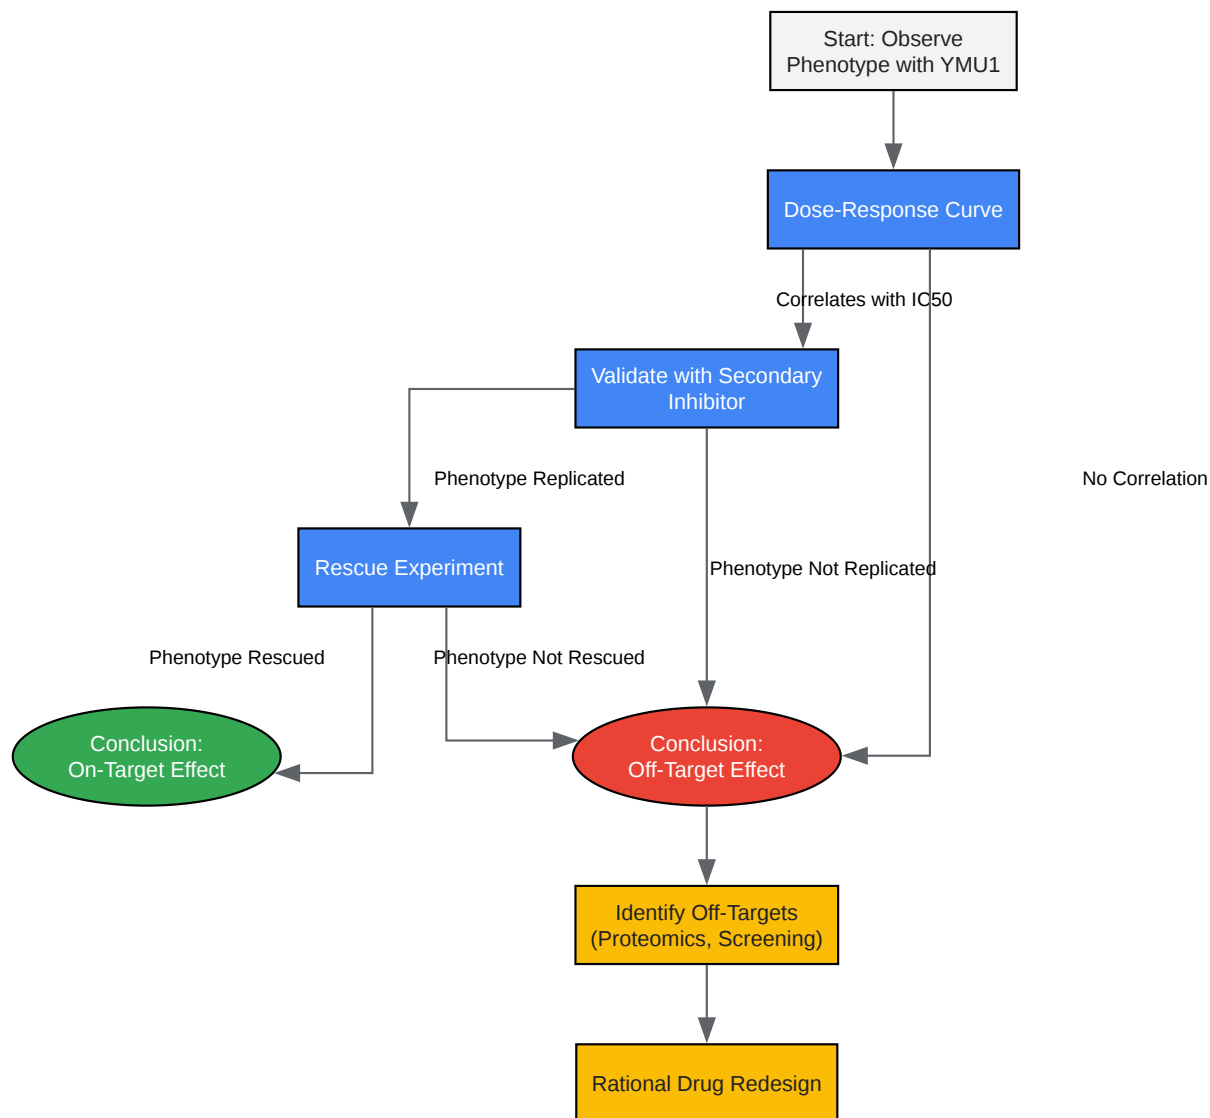 Start: Observe
Phenotype with YMU1
Dose-Response Curve
Correlates with IC50
Validate with Secondary
Inhibitor
Phenotype Replicated
No Correlation
Rescue Experiment
Phenotype Not Replicated
Phenotype Rescued
Phenotype Not Rescued
Conclusion:
On-Target Effect
Conclusion:
Off-Target Effect
Identify Off-Targets
(Proteomics, Screening)
Rational Drug Redesign